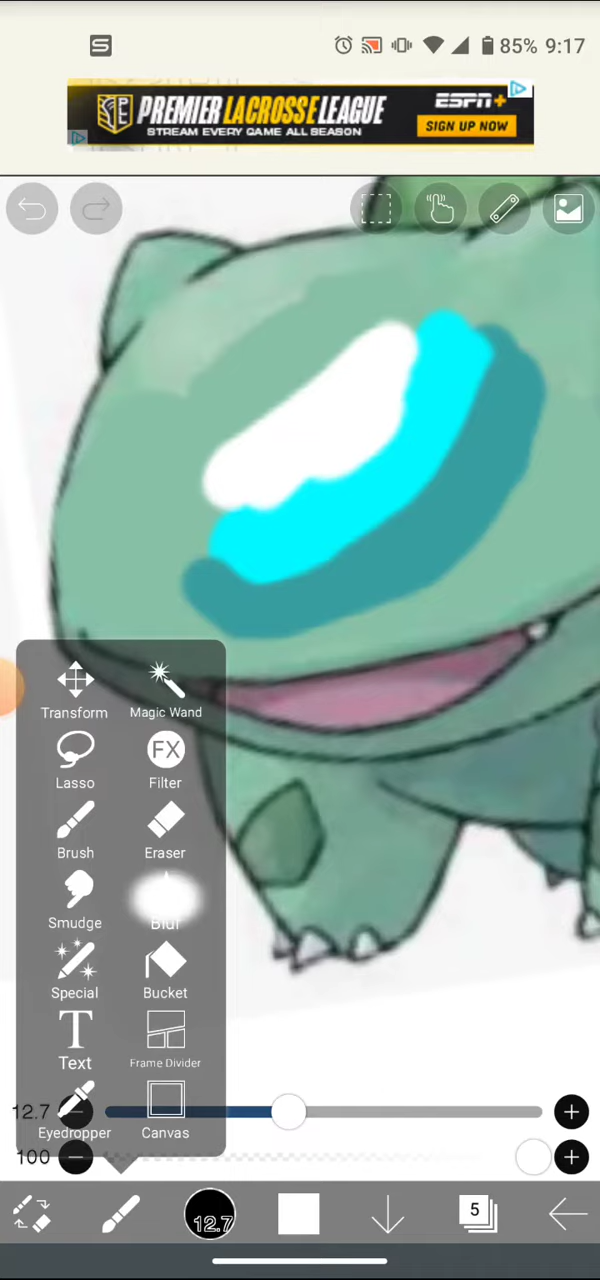 85% 9:17
PREMIER LACROSSE LEAGUE
STREAM EVERY GAME ALL SEASON
ESPN+
SIGN UP NOW
Transform
Magic Wand
Lasso
FX
Filter
Brush
Eraser
Smudge
Blur
Special
Bucket
T
Text
Frame Divider
Eyedropper
Canvas
12.7
100
12.7
5